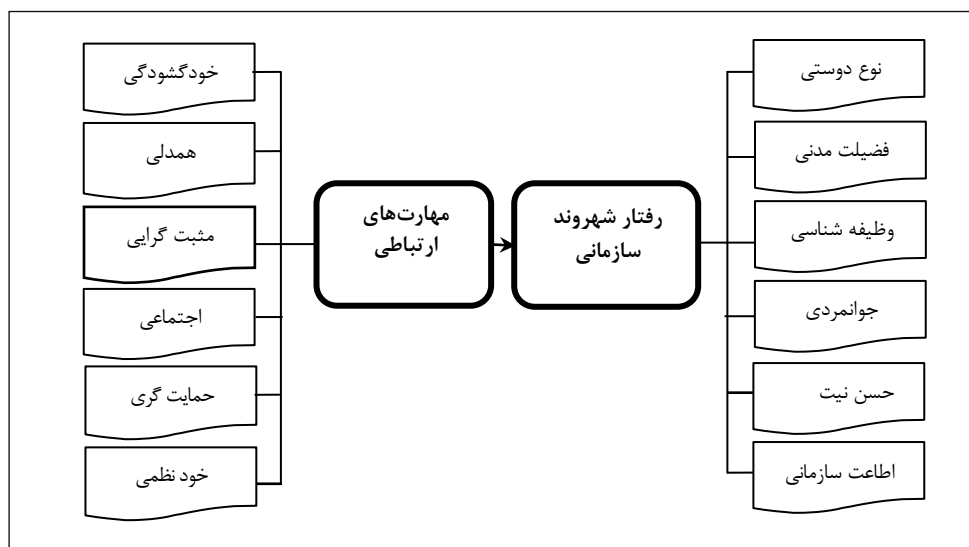 نوع دوستی
فضیلت مدنی
وظیفه شناسی
جوانمردی
حسن نیت
اطاعت سازمانی
رفتار شهروند
سازمانی
مهارت‌های
ارتباطی
خودگشودگی
همدلی
مثبت گرایی
اجتماعی
حمایت گری
خود نظمی